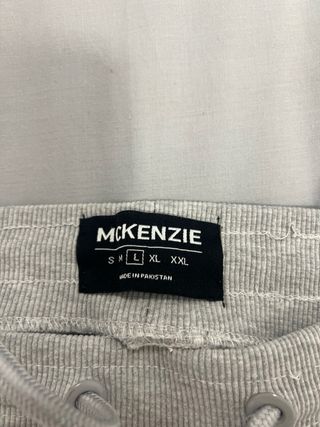 MCKENZIE
S M L XL XXL
MADE IN PAKISTAN